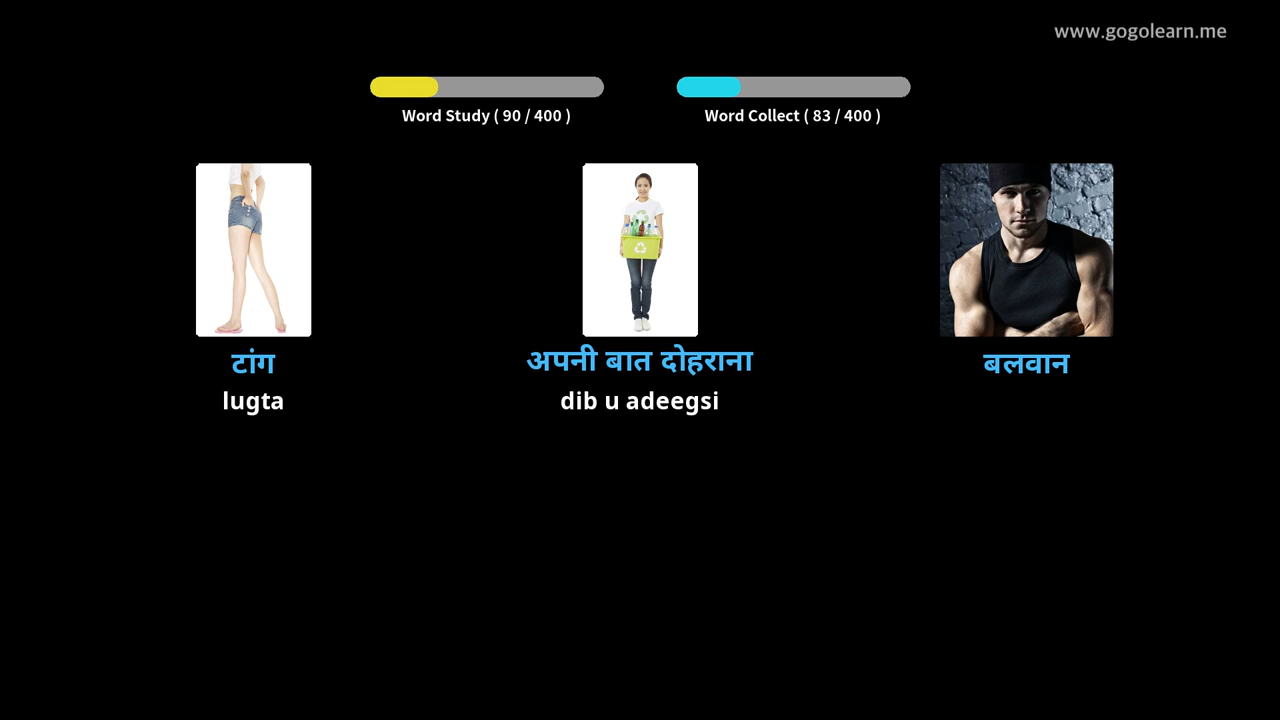 www.gogolearn.me
Word Study ( 90 / 400 )
Word Collect ( 83 / 400 )
टांग
अपनी बात दोहराना
बलवान
lugta
dib u adeegsi